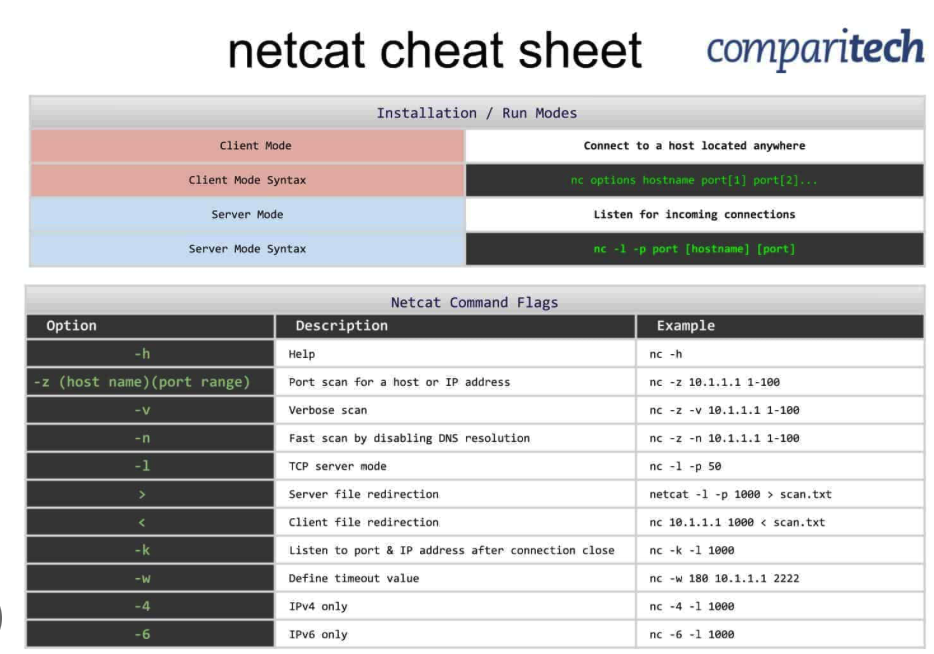 netcat cheat sheet comparitech
Installation / Run Modes
Client Mode Connect to a host located anywhere
Client Mode Syntax nc options hostname port[1] port[2]...
Server Mode Listen for incoming connections
Server Mode Syntax nc -l -p port [hostname] [port]
Netcat Command Flags
Option Description Example
-h Help nc -h
-z (host name)(port range) Port scan for a host or IP address nc -z 10.1.1.1 1-100
-v Verbose scan nc -z -v 10.1.1.1 1-100
-n Fast scan by disabling DNS resolution nc -z -n 10.1.1.1 1-100
-l TCP server mode nc -l -p 50
> Server file redirection netcat -l -p 1000 > scan.txt
< Client file redirection nc 10.1.1.1 1000 < scan.txt
-k Listen to port & IP address after connection close nc -k -l 1000
-w Define timeout value nc -w 180 10.1.1.1 2222
-4 IPv4 only nc -4 -l 1000
-6 IPv6 only nc -6 -l 1000